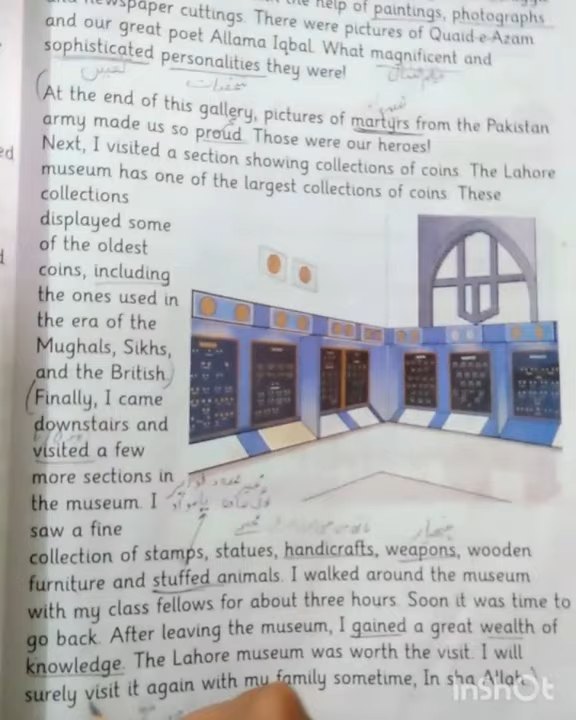 the help of paintings, photographs
newspaper cuttings. There were pictures of Quaid-e-Azam
and our great poet Allama Iqbal. What magnificent and
sophisticated personalities they were!
At the end of this gallery, pictures of martyrs from the Pakistan
army made us so proud. Those were our heroes!
Next, I visited a section showing collections of coins. The Lahore
museum has one of the largest collections of coins. These
collections
displayed some
of the oldest
coins, including
the ones used in
the era of the
Mughals, Sikhs,
and the British.
Finally, I came
downstairs and
visited a few
more sections in
the museum. I
saw a fine
collection of stamps, statues, handicrafts, weapons, wooden
furniture and stuffed animals. I walked around the museum
with my class fellows for about three hours. Soon it was time to
go back. After leaving the museum, I gained a great wealth of
knowledge. The Lahore museum was worth the visit. I will
surely visit it again with my family sometime, In sha Allah
InShOt